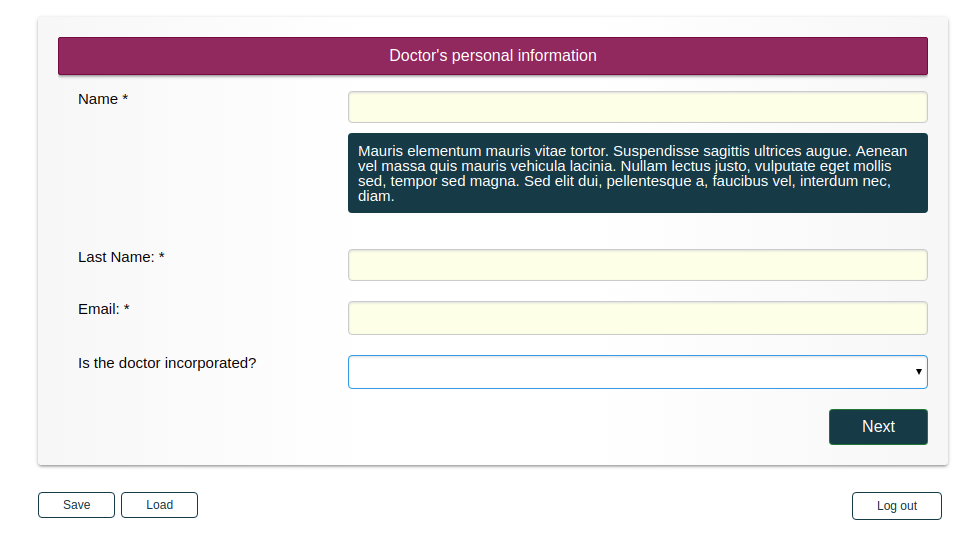 Doctor's personal information
Name *
Mauris elementum mauris vitae tortor. Suspendisse sagittis ultrices augue. Aenean
vel massa quis mauris vehicula lacinia. Nullam lectus justo, vulputate eget mollis
sed, tempor sed magna. Sed elit dui, pellentesque a, faucibus vel, interdum nec,
diam.
Last Name: *
Email: *
Is the doctor incorporated?
Next
Save
Load
Log out